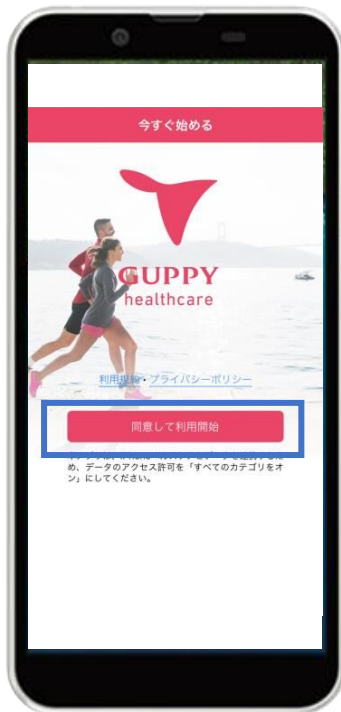 今すぐ始める
GUPPY
healthcare
利用規約・プライバシーポリシー
同意して利用開始
め、データのアクセス許可を「すべてのカテゴリをオ
ン」にしてください。